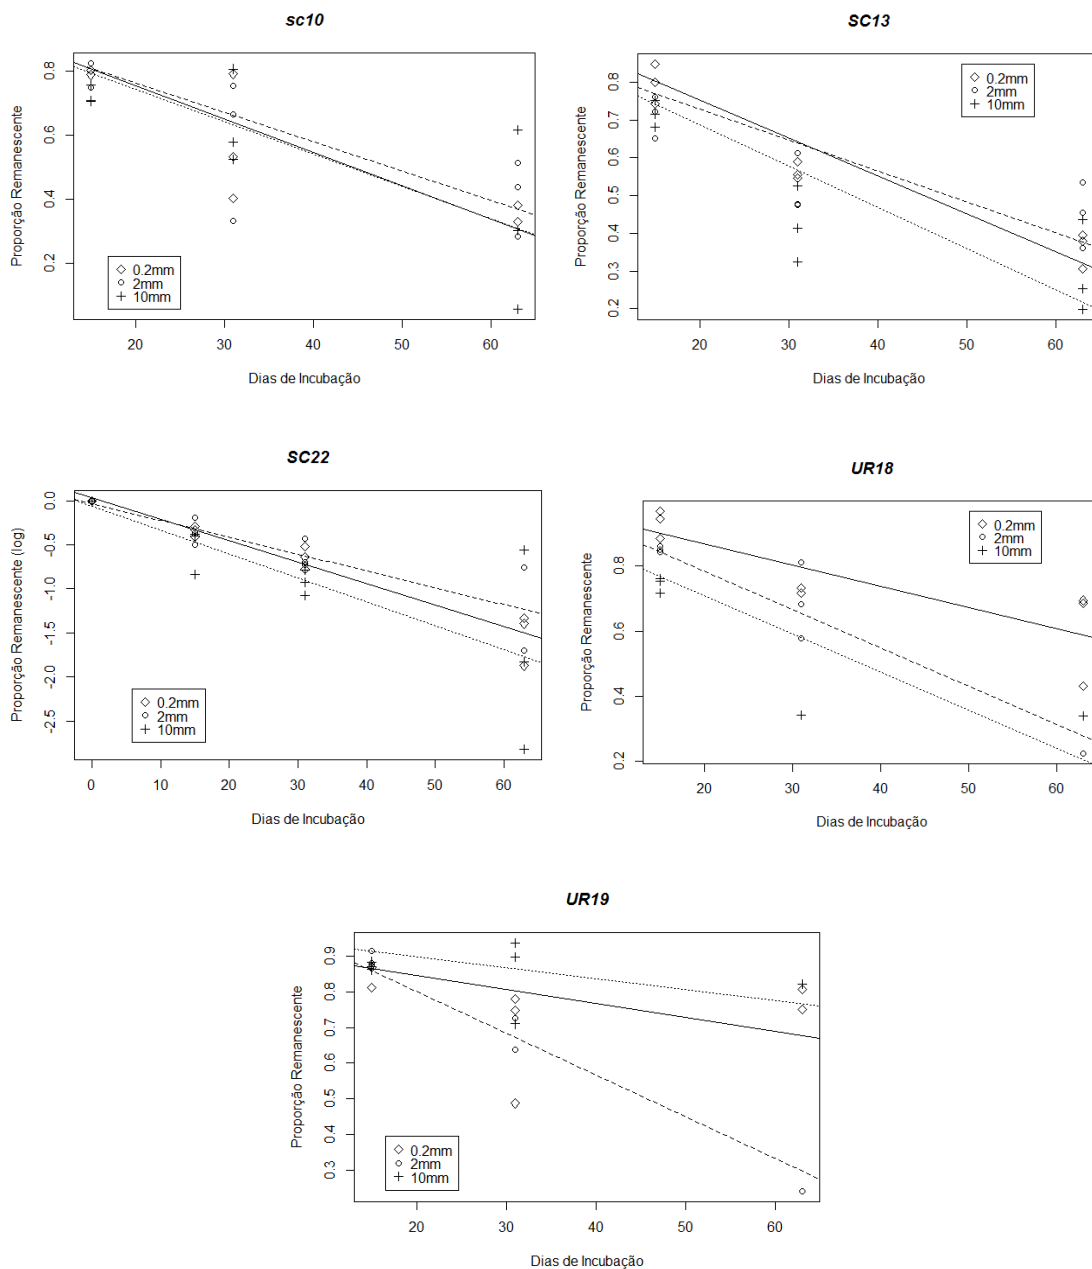 sc10
Proporção Remanescente
0.8
0.6
0.4
0.2
0.2mm
2mm
10mm
20 30 40 50 60
Dias de Incubação
SC13
Proporção Remanescente
0.8
0.7
0.6
0.5
0.4
0.3
0.2
0.2mm
2mm
10mm
20 30 40 50 60
Dias de Incubação
SC22
Proporção Remanescente (log)
0.0
-0.5
-1.0
-1.5
-2.0
-2.5
0.2mm
2mm
10mm
0 10 20 30 40 50 60
Dias de Incubação
UR18
Proporção Remanescente
0.8
0.6
0.4
0.2
0.2mm
2mm
10mm
20 30 40 50 60
Dias de Incubação
UR19
Proporção Remanescente
0.9
0.8
0.7
0.6
0.5
0.4
0.3
0.2mm
2mm
10mm
20 30 40 50 60
Dias de Incubação